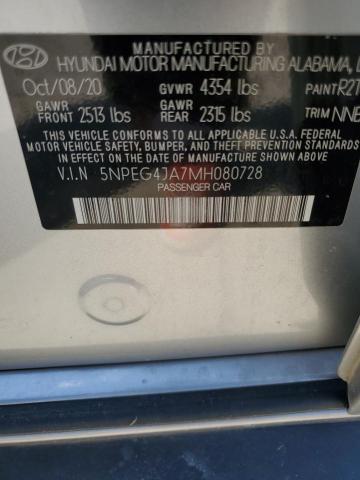 MANUFACTURED BY
HYUNDAI MOTOR MANUFACTURING ALABAMA,
Oct/08/20 GVWR 4354 lbs PAINT:
GAWR FRONT 2513 lbs GAWR REAR 2315 lbs TRIM
THIS VEHICLE CONFORMS TO ALL APPLICABLE U.S.A. FEDERAL
MOTOR VEHICLE SAFETY, BUMPER, AND THEFT PREVENTION
STANDARDS IN EFFECT ON THE DATE OF MANUFACTURE SHOWN ABOVE.
V.I.N 5NPEG4JA7MH080728
PASSENGER CAR